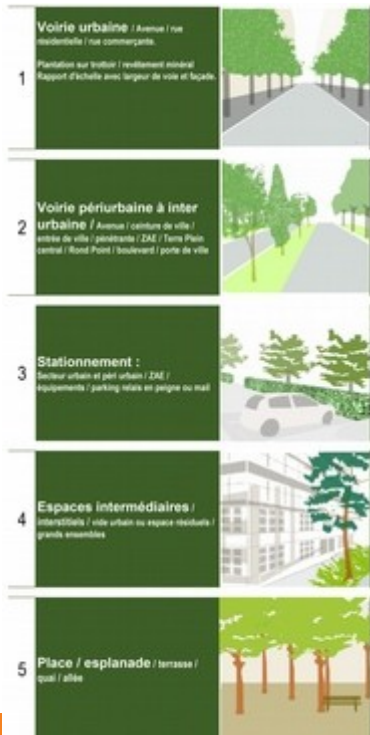 1
Voirie urbaine / Avenue / rue
résidentielle / rue commerçante.
Plantation sur trottoir / revêtement minéral
Rapport d'échelle avec largeur de voie et façade.
2
Voirie périurbaine à inter
urbaine / Avenue / ceinture de ville /
entrée de ville / pénétrante / ZAE / Terre Plein
central / Rond Point / boulevard / porte de ville
3
Stationnement :
Secteur urbain et péri urbain / ZAE /
équipements / parking relais en peigne ou mail
4
Espaces intermédiaires /
interstitiels / vide urbain ou espace résiduels /
grands ensembles
5
Place / esplanade / terrasse /
quai / allée